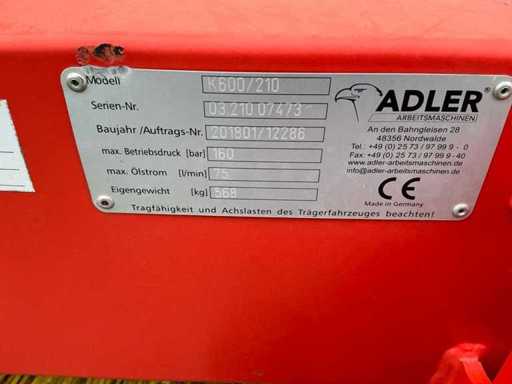 Modell K600/210
Serien-Nr. 03.210 074/3
Baujahr /Auftrags-Nr. 201801/12286
max. Betriebsdruck [bar] 160
max. Ölstrom [l/min] 75
Eigengewicht [kg] 568
Tragfähigkeit und Achslasten des Trägerfahrzeuges beachten!
ADLER®
ARBEITSMASCHINEN
An den Bahngleisen 28
48356 Nordwalde
Tel.: +49 (0) 25 73 / 97 99 9 - 0
Fax: +49 (0) 25 73 / 97 99 9 - 40
www.adler-arbeitsmaschinen.de
info@adler-arbeitsmaschinen.de
CE
Made in Germany